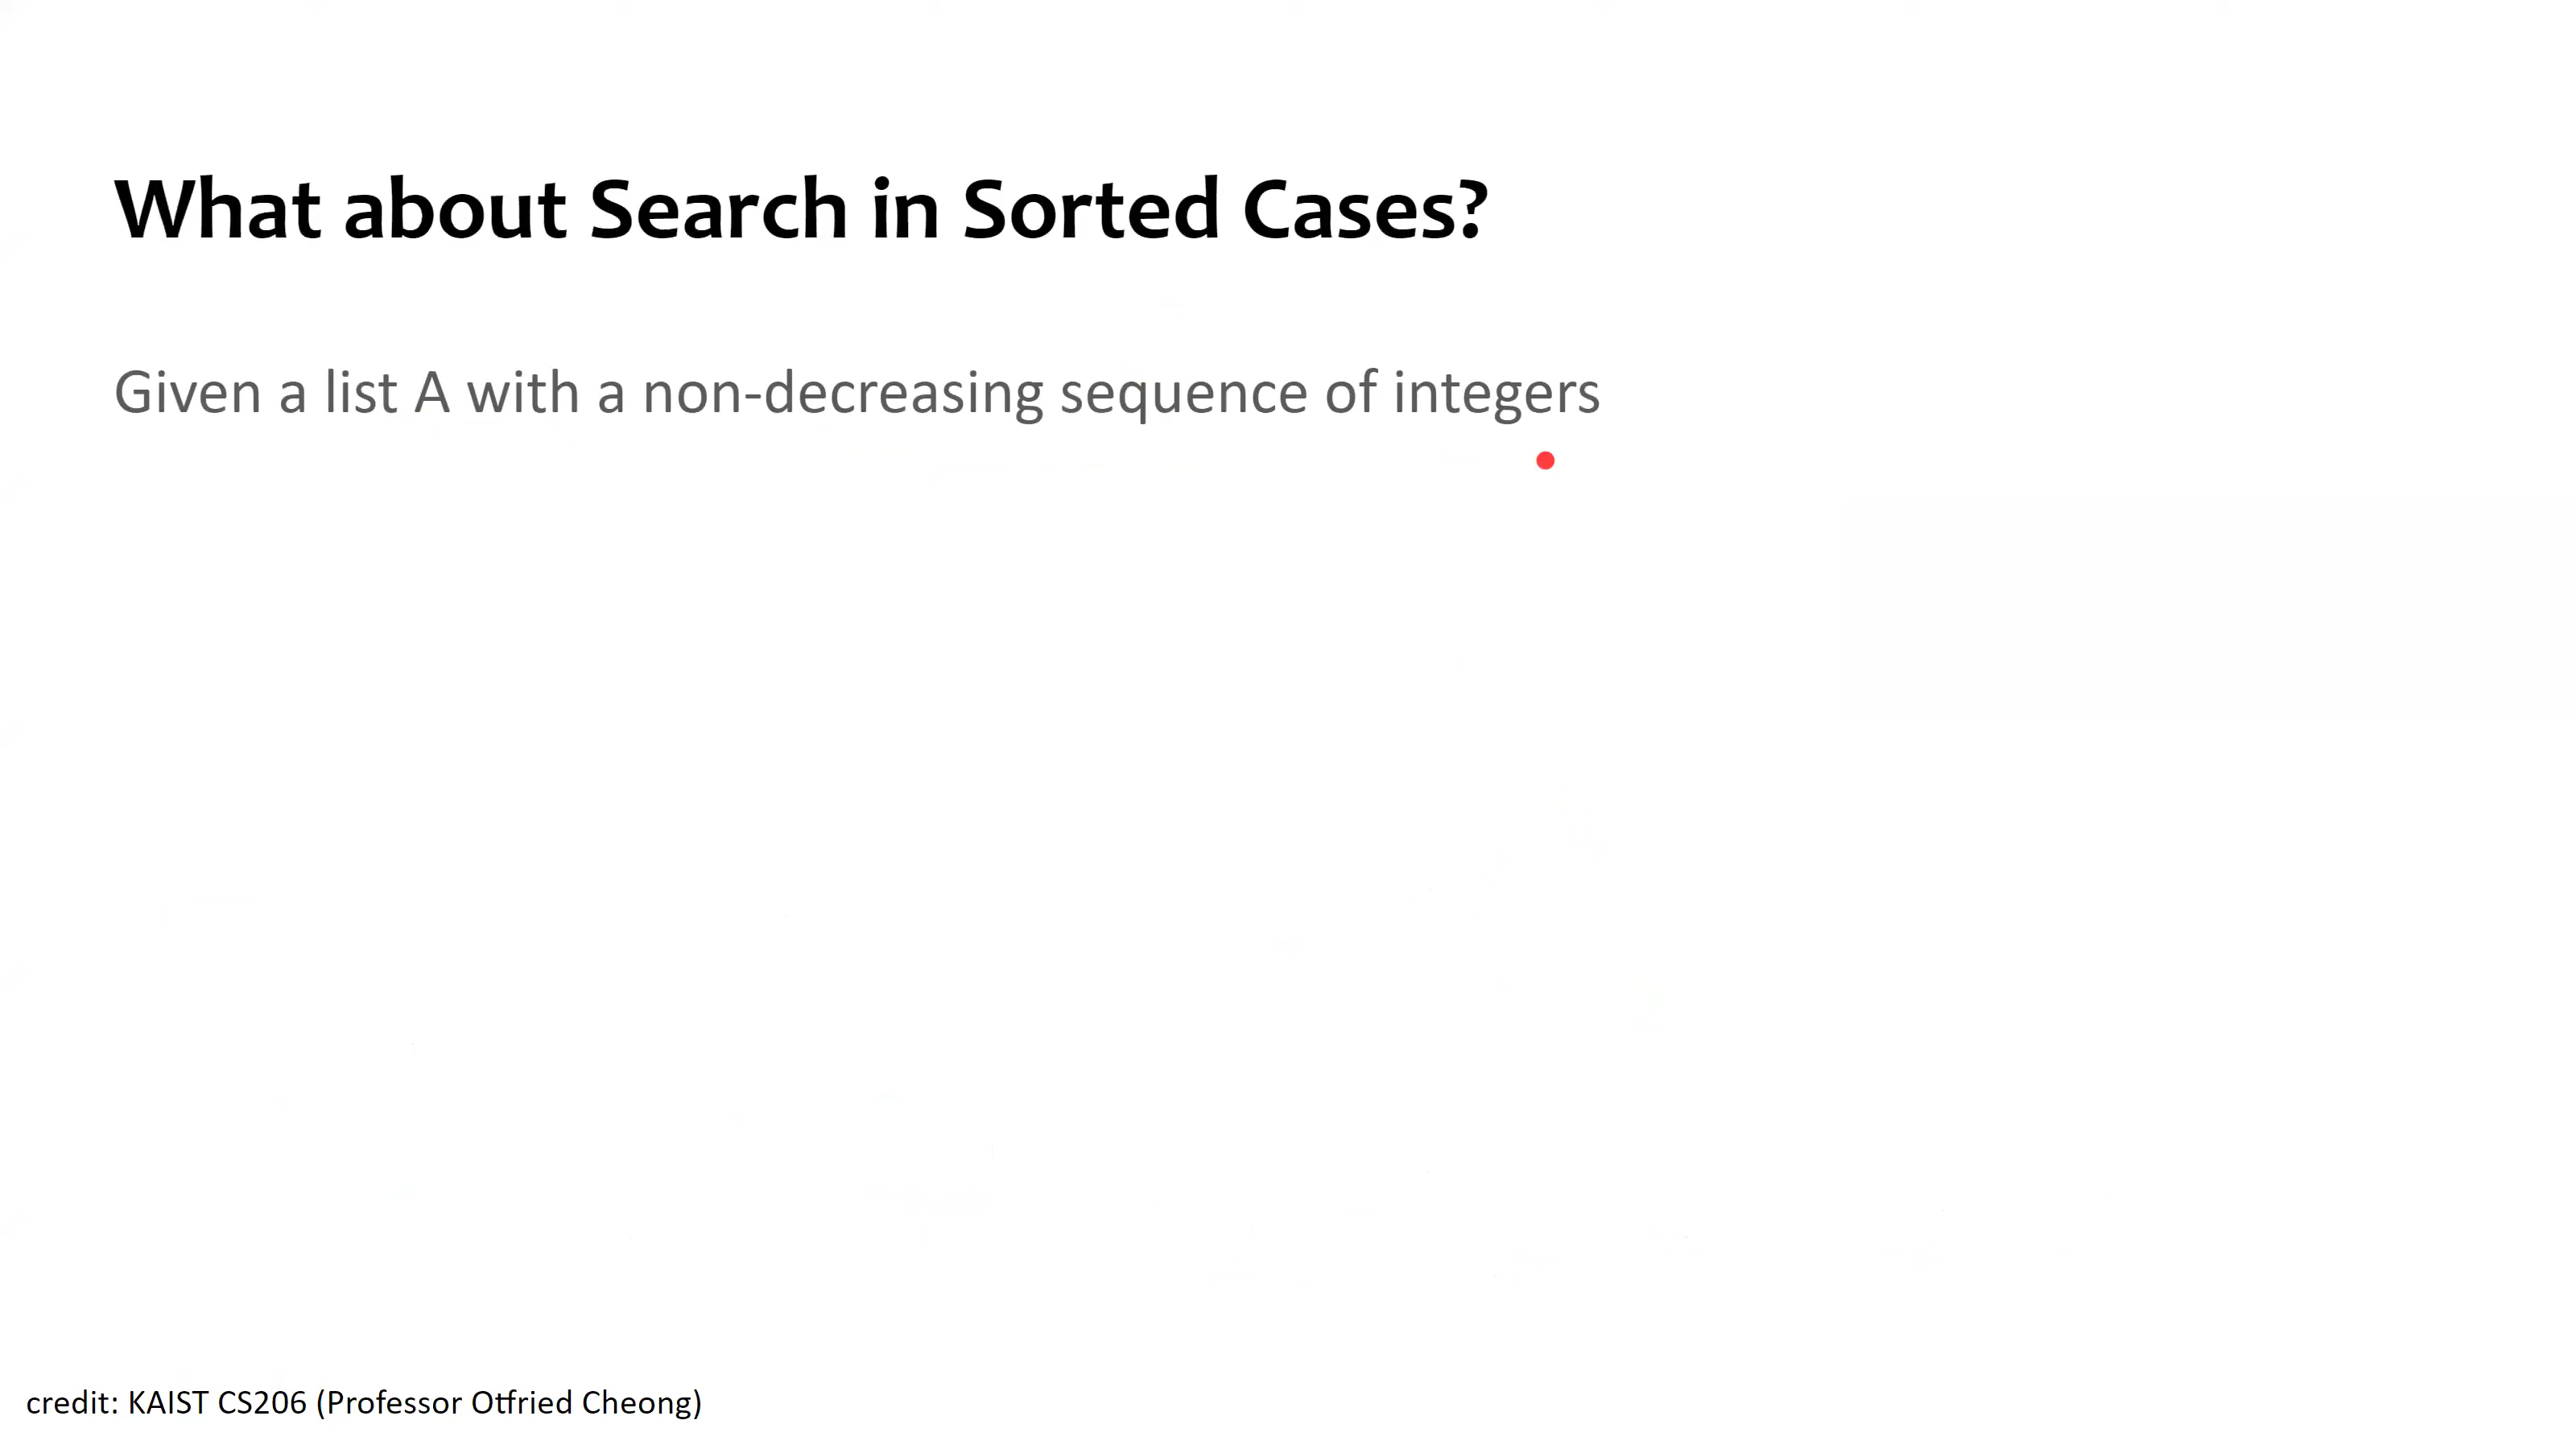 What about Search in Sorted Cases?
Given a list A with a non-decreasing sequence of integers
credit: KAIST CS206 (Professor Otfried Cheong)